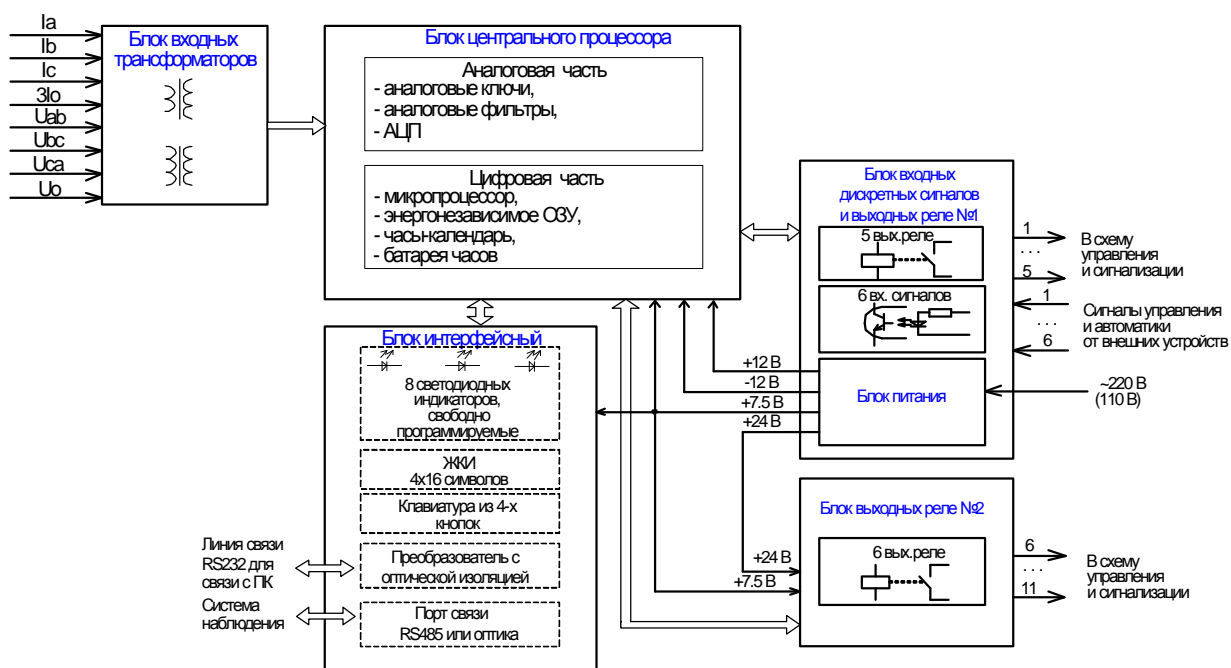 Ia
Ib
Ic
3Io
Uab
Ubc
Uca
Uo
Блок входных
трансформаторов
Блок центрального процессора
Аналоговая часть
- аналоговые ключи,
- аналоговые фильтры,
- АЦП
Цифровая часть
- микропроцессор,
- энергонезависимое ОЗУ,
- часы-календарь,
- батарея часов
Блок входных
дискретных сигналов
и выходных реле №1
5 вых.реле
6 вх. сигналов
Блок питания
1
...
5
В схему
управления
и сигнализации
1
...
6
Сигналы управления
и автоматики
от внешних устройств
~220 В
(110 В)
+12 В
-12 В
+7.5 В
+24 В
Блок интерфейсный
8 светодиодных
индикаторов,
свободно
программируемые
ЖКИ
4x16 символов
Клавиатура из 4-х
кнопок
Преобразователь с
оптической изоляцией
Порт связи
RS485 или оптика
Линия связи
RS232 для
связи с ПК
Система
наблюдения
Блок выходных реле №2
6 вых.реле
+24 В
+7.5 В
6
...
11
В схему
управления
и сигнализации